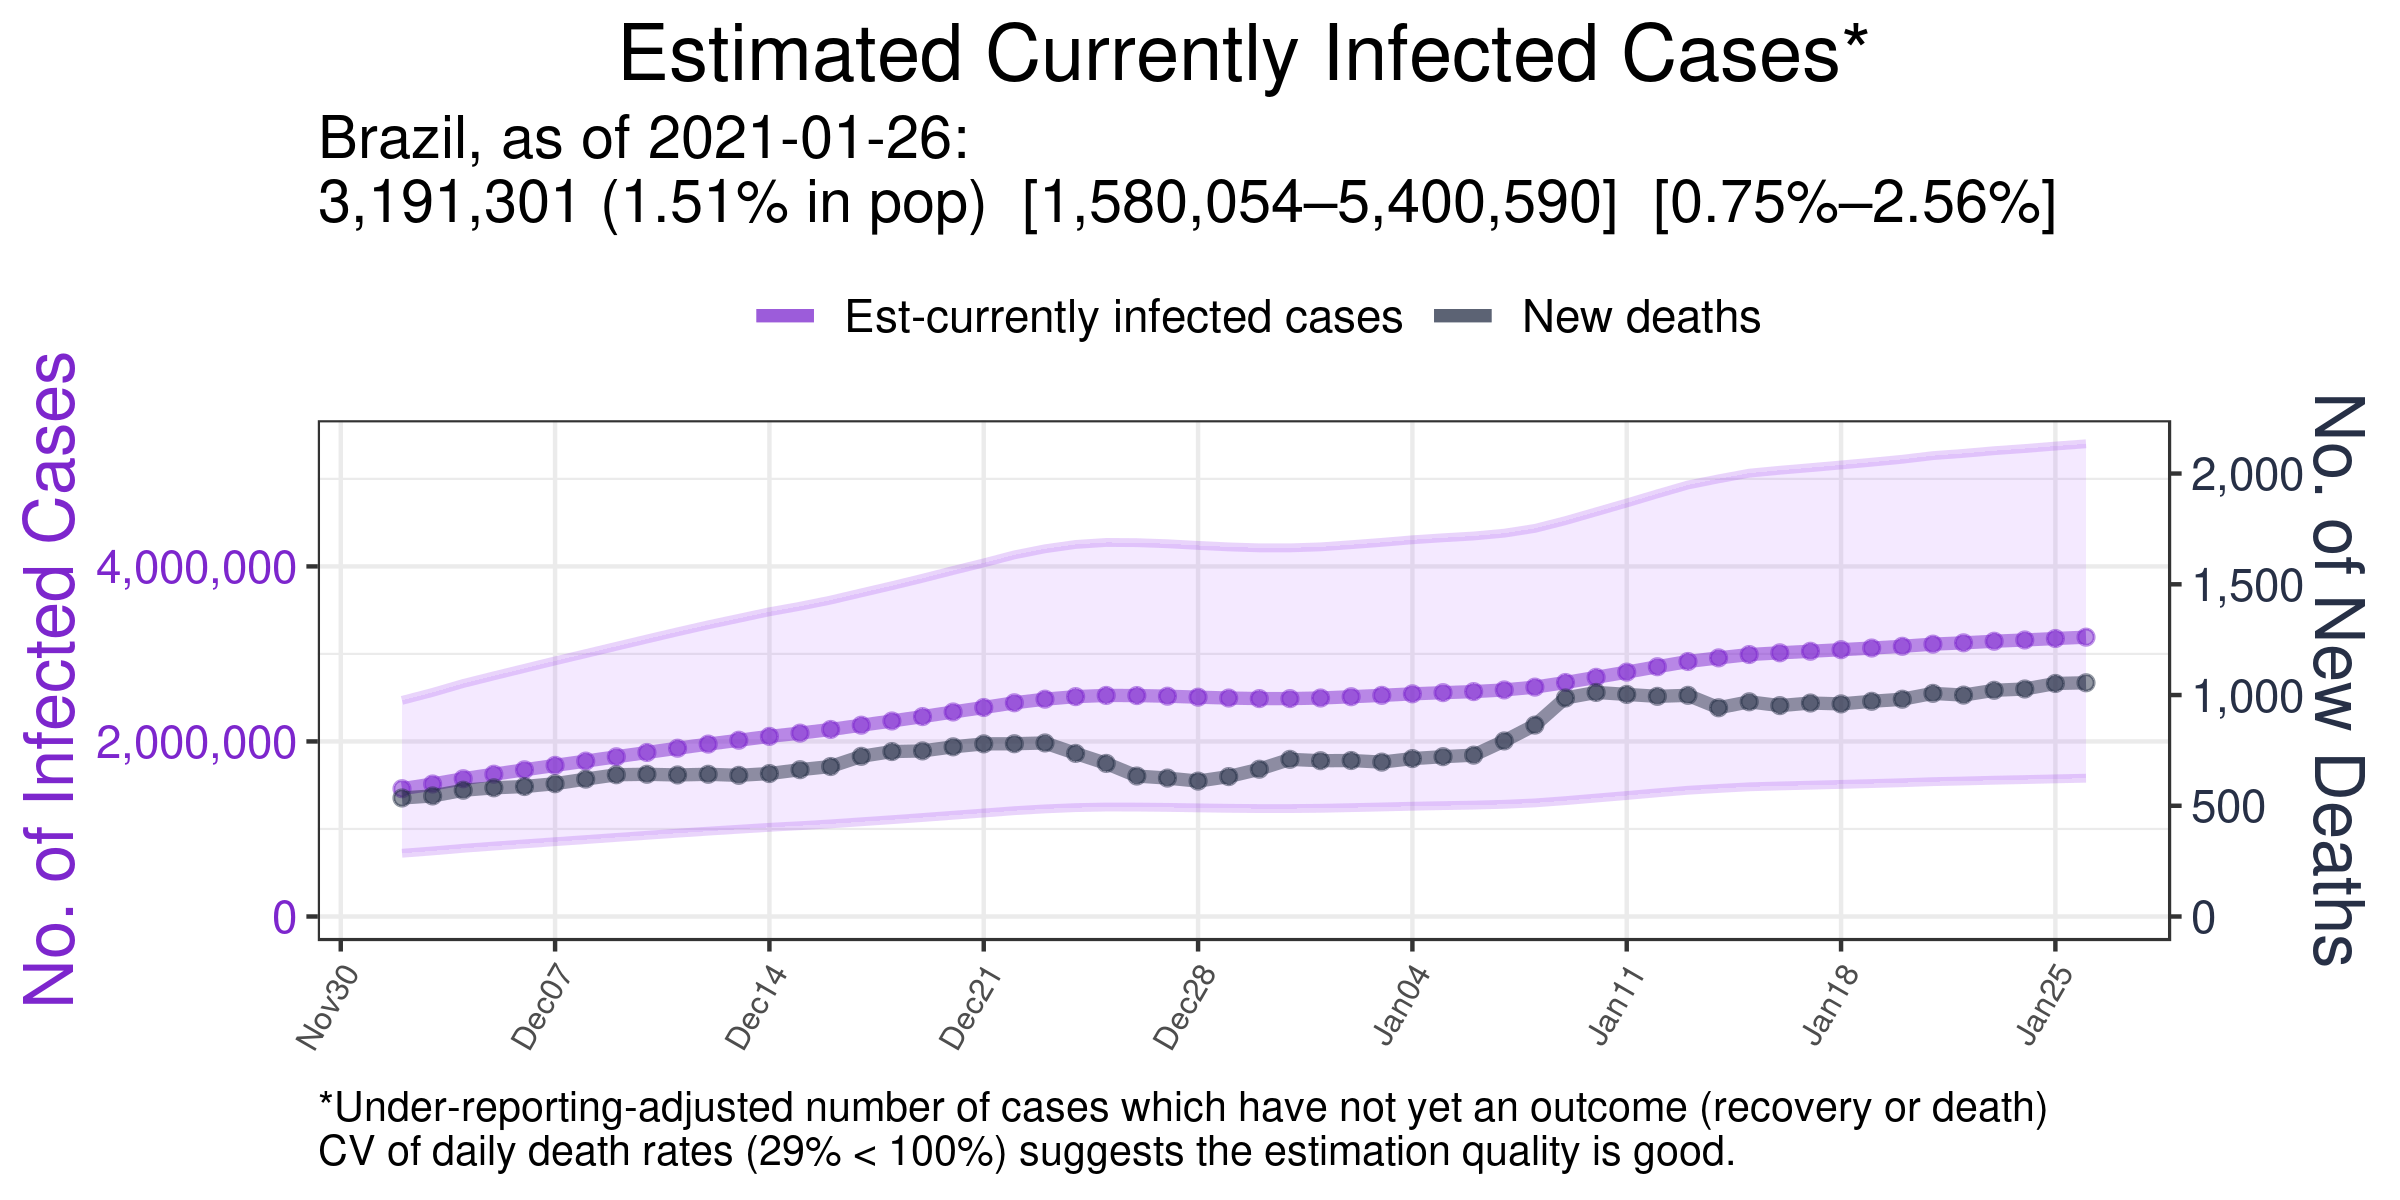 Estimated Currently Infected Cases*
Brazil, as of 2021-01-26:
3,191,301 (1.51% in pop)  [1,580,054–5,400,590]  [0.75%–2.56%]
Est-currently infected cases
New deaths
No. of Infected Cases
4,000,000
2,000,000
0
No. of New Deaths
2,000
1,500
1,000
500
0
Nov30
Dec07
Dec14
Dec21
Dec28
Jan04
Jan11
Jan18
Jan25
*Under-reporting-adjusted number of cases which have not yet an outcome (recovery or death)
CV of daily death rates (29% < 100%) suggests the estimation quality is good.